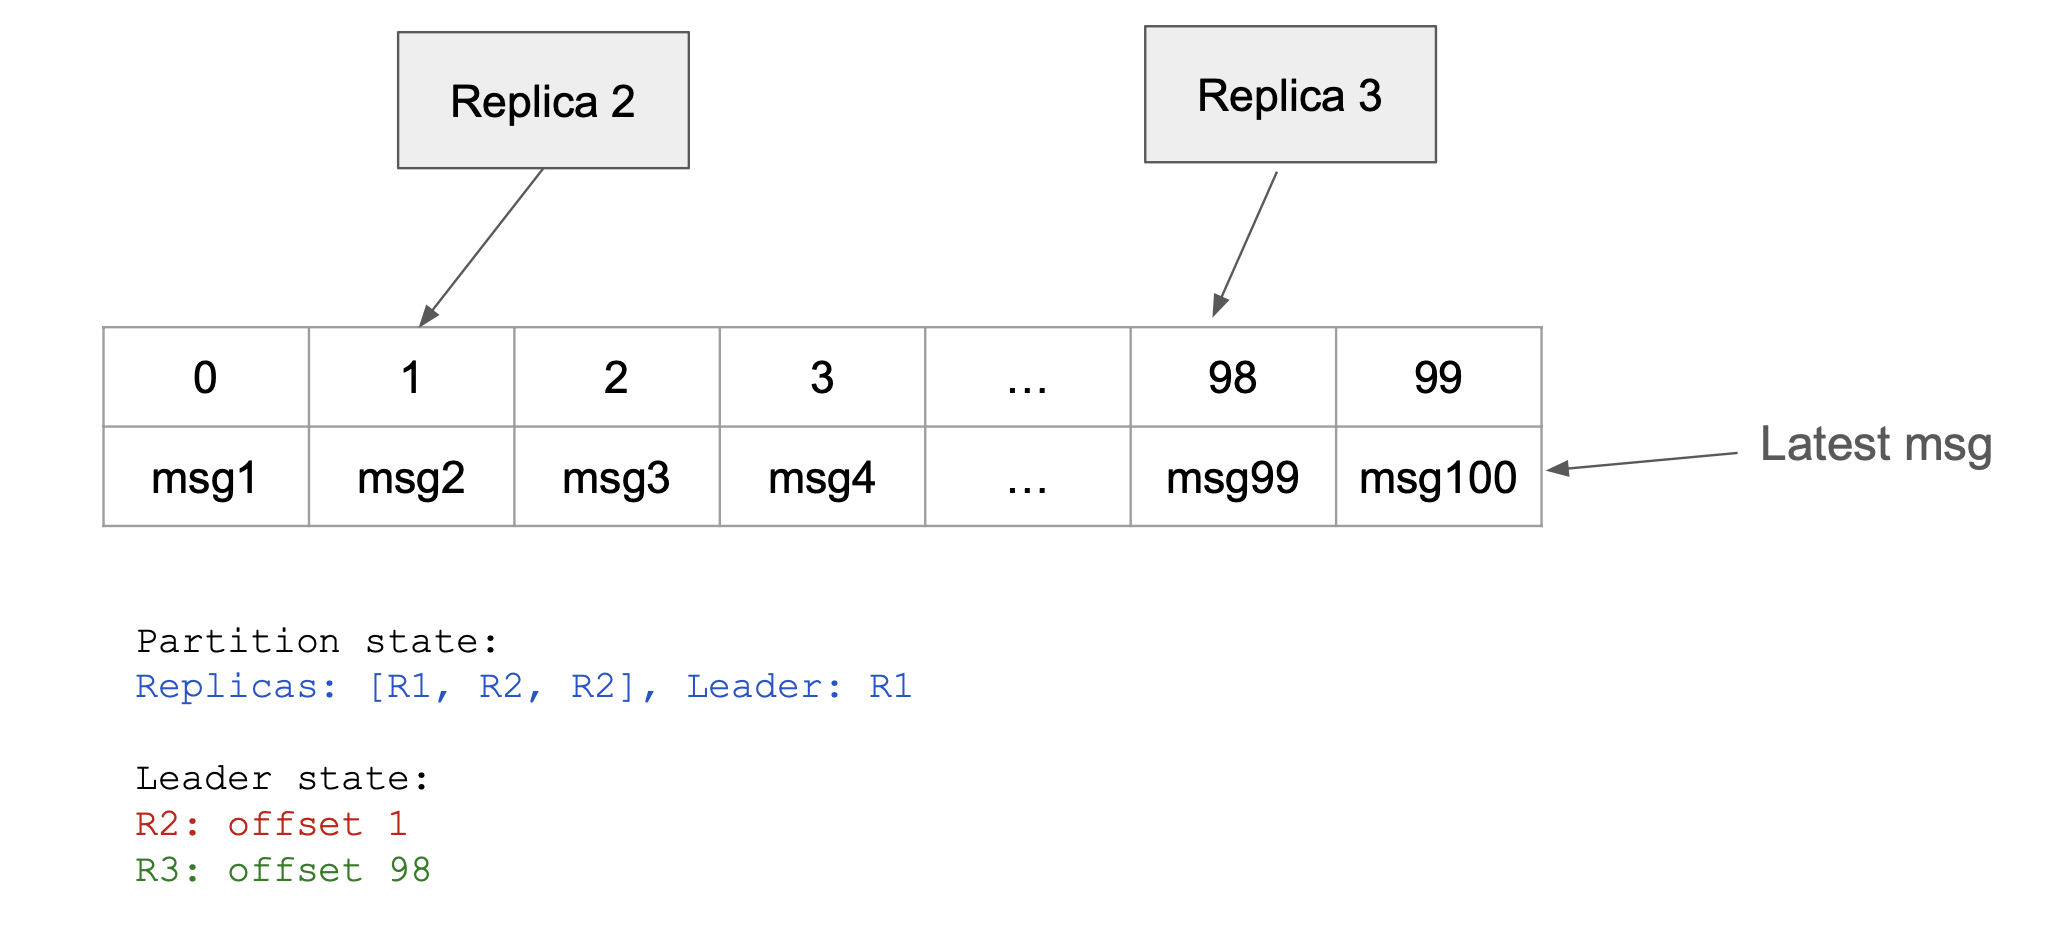 Replica 2
Replica 3
0 1 2 3 ... 98 99
msg1 msg2 msg3 msg4 ... msg99 msg100
Latest msg
Partition state:
Replicas: [R1, R2, R2], Leader: R1
Leader state:
R2: offset 1
R3: offset 98